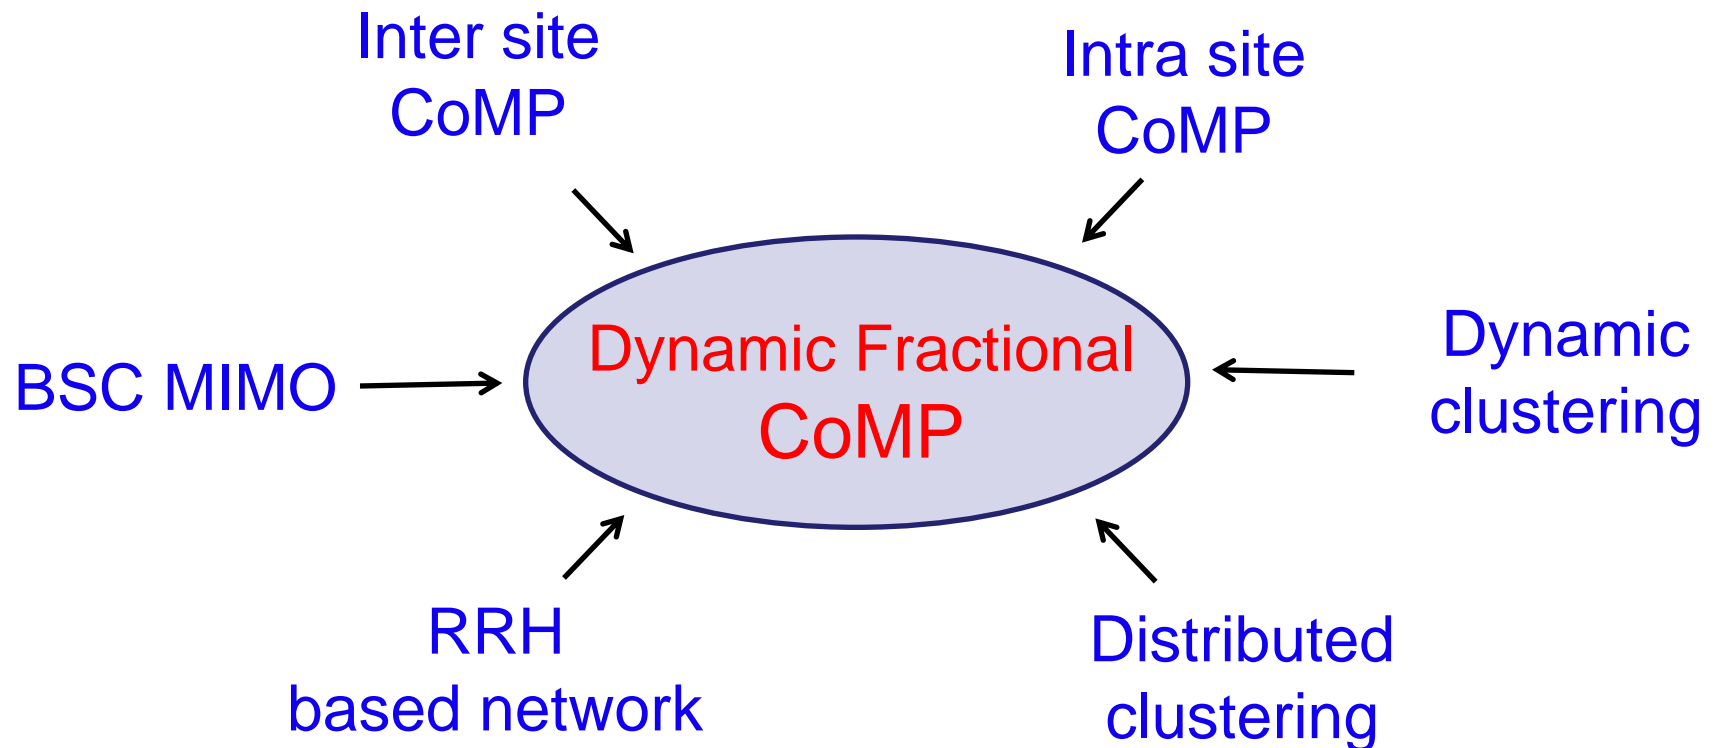 Inter site
CoMP
Intra site
CoMP
Dynamic Fractional
CoMP
BSC MIMO
Dynamic
clustering
RRH
based network
Distributed
clustering